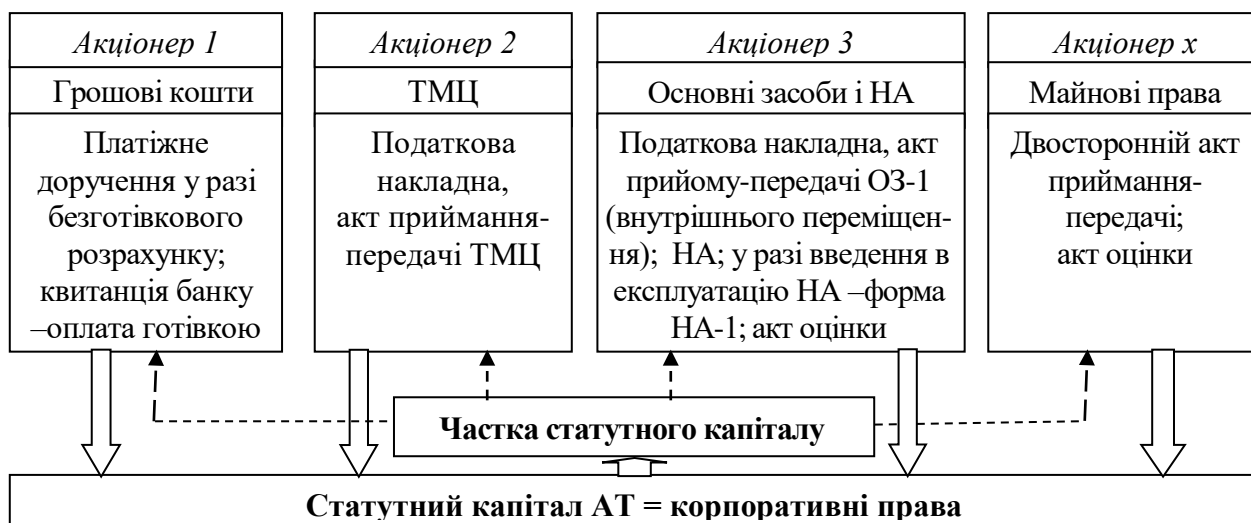 Акціонер 1
Грошові кошти
Платіжне
доручення у разі
безготівкового
розрахунку;
квитанція банку
–оплата готівкою
Акціонер 2
ТМЦ
Податкова
накладна,
акт приймання-
передачі ТМЦ
Акціонер 3
Основні засоби і НА
Податкова накладна, акт
прийому-передачі ОЗ-1
(внутрішнього переміщен-
ня); НА; у разі введення в
експлуатацію НА –форма
НА-1; акт оцінки
Акціонер х
Майнові права
Двосторонній акт
приймання-
передачі;
акт оцінки
Частка статутного капіталу
Статутний капітал АТ = корпоративні права